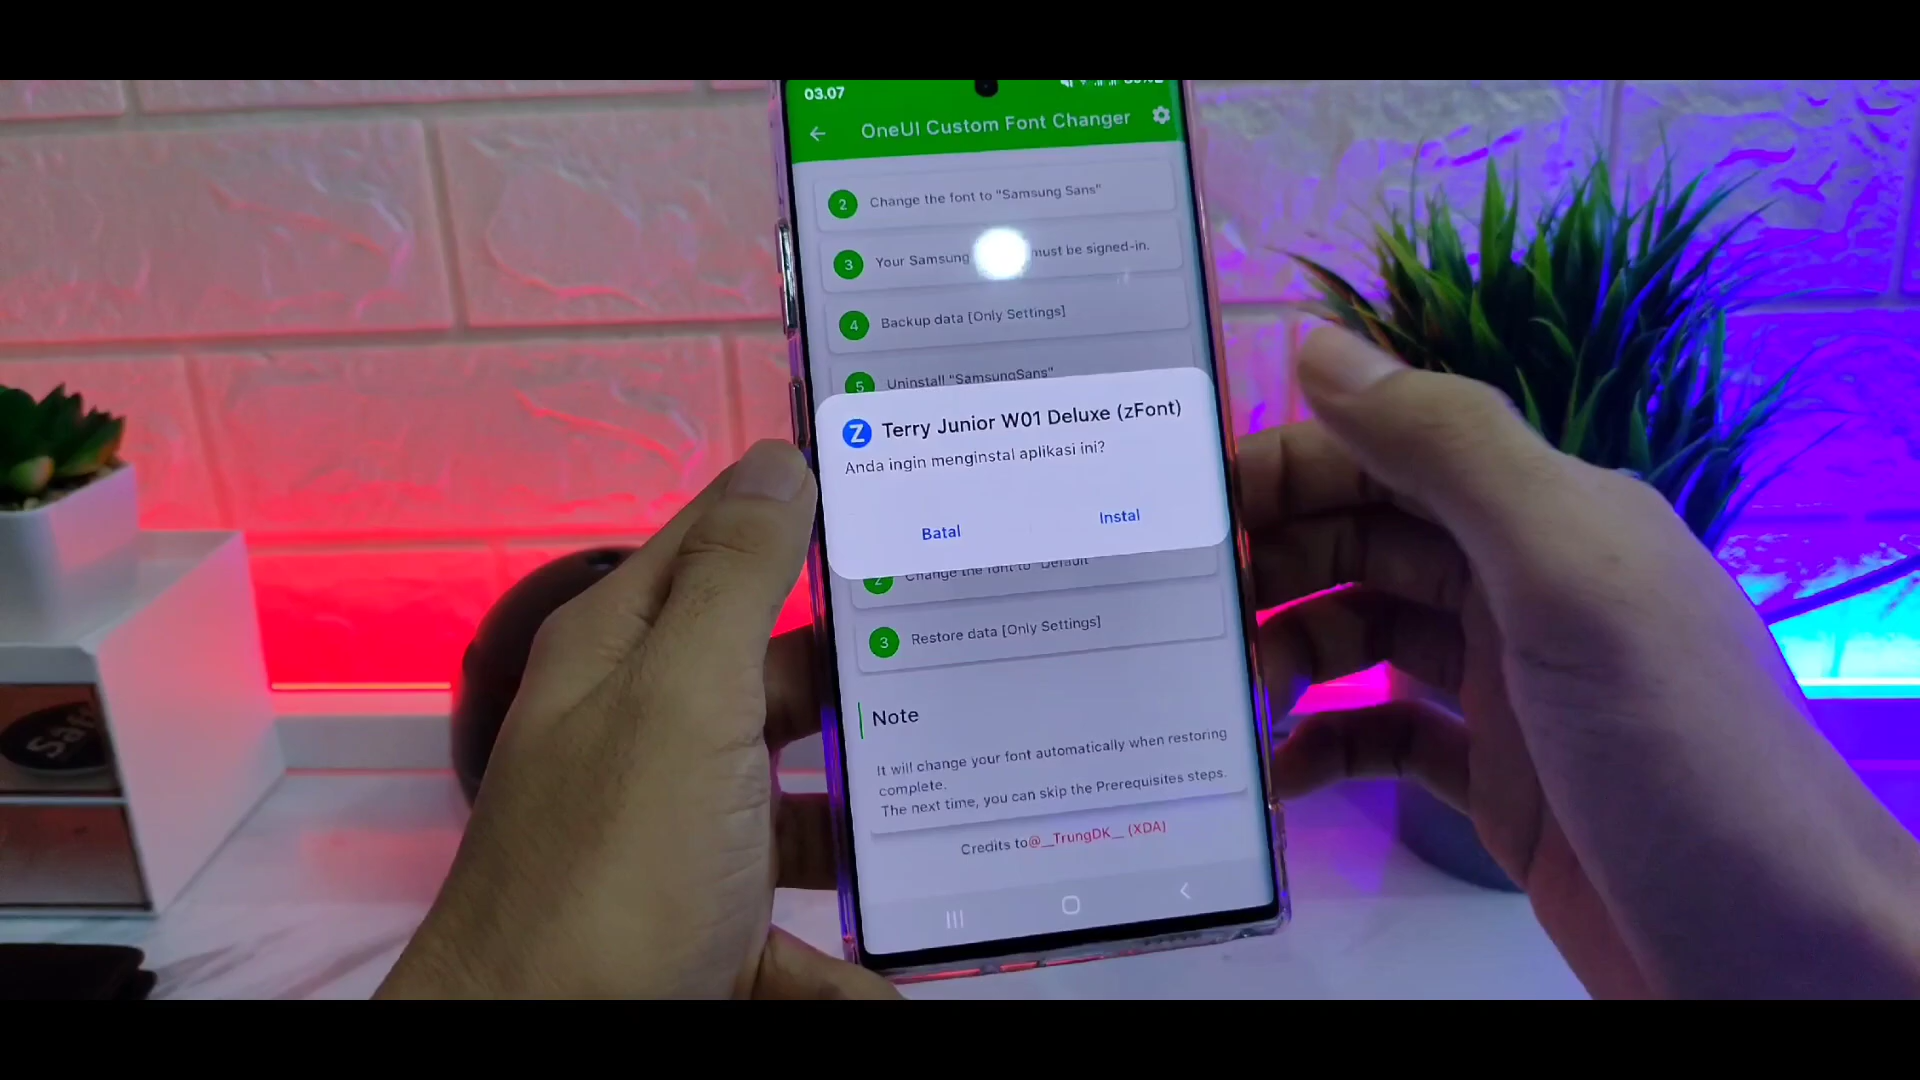 03.07
OneUI Custom Font Changer
2 Change the font to "Samsung Sans"
3 Your Samsung must be signed-in.
4 Backup data [Only Settings]
5 Uninstall "SamsungSans"
Z Terry Junior W01 Deluxe (zFont)
Anda ingin menginstal aplikasi ini?
Batal
Instal
2 Change the font to "Default"
3 Restore data [Only Settings]
Note
It will change your font automatically when restoring
complete.
The next time, you can skip the Prerequisites steps.
Credits to@__TrungDK__ (XDA)